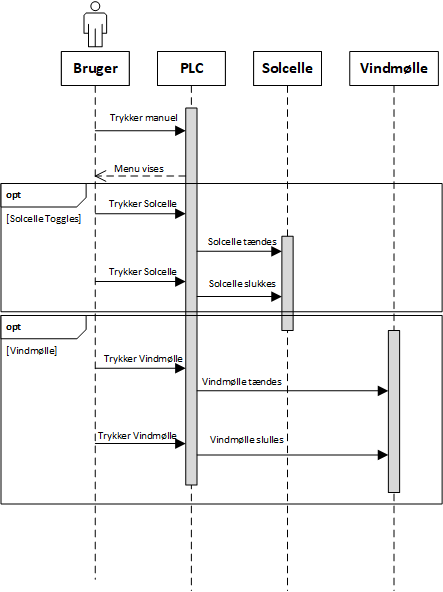 Bruger
PLC
Solcelle
Vindmølle
Trykker manuel
Menu vises
opt
[Solcelle Toggles]
Trykker Solcelle
Solcelle tændes
Trykker Solcelle
Solcelle slukkes
opt
[Vindmølle]
Trykker Vindmølle
Vindmølle tændes
Trykker Vindmølle
Vindmølle slulles